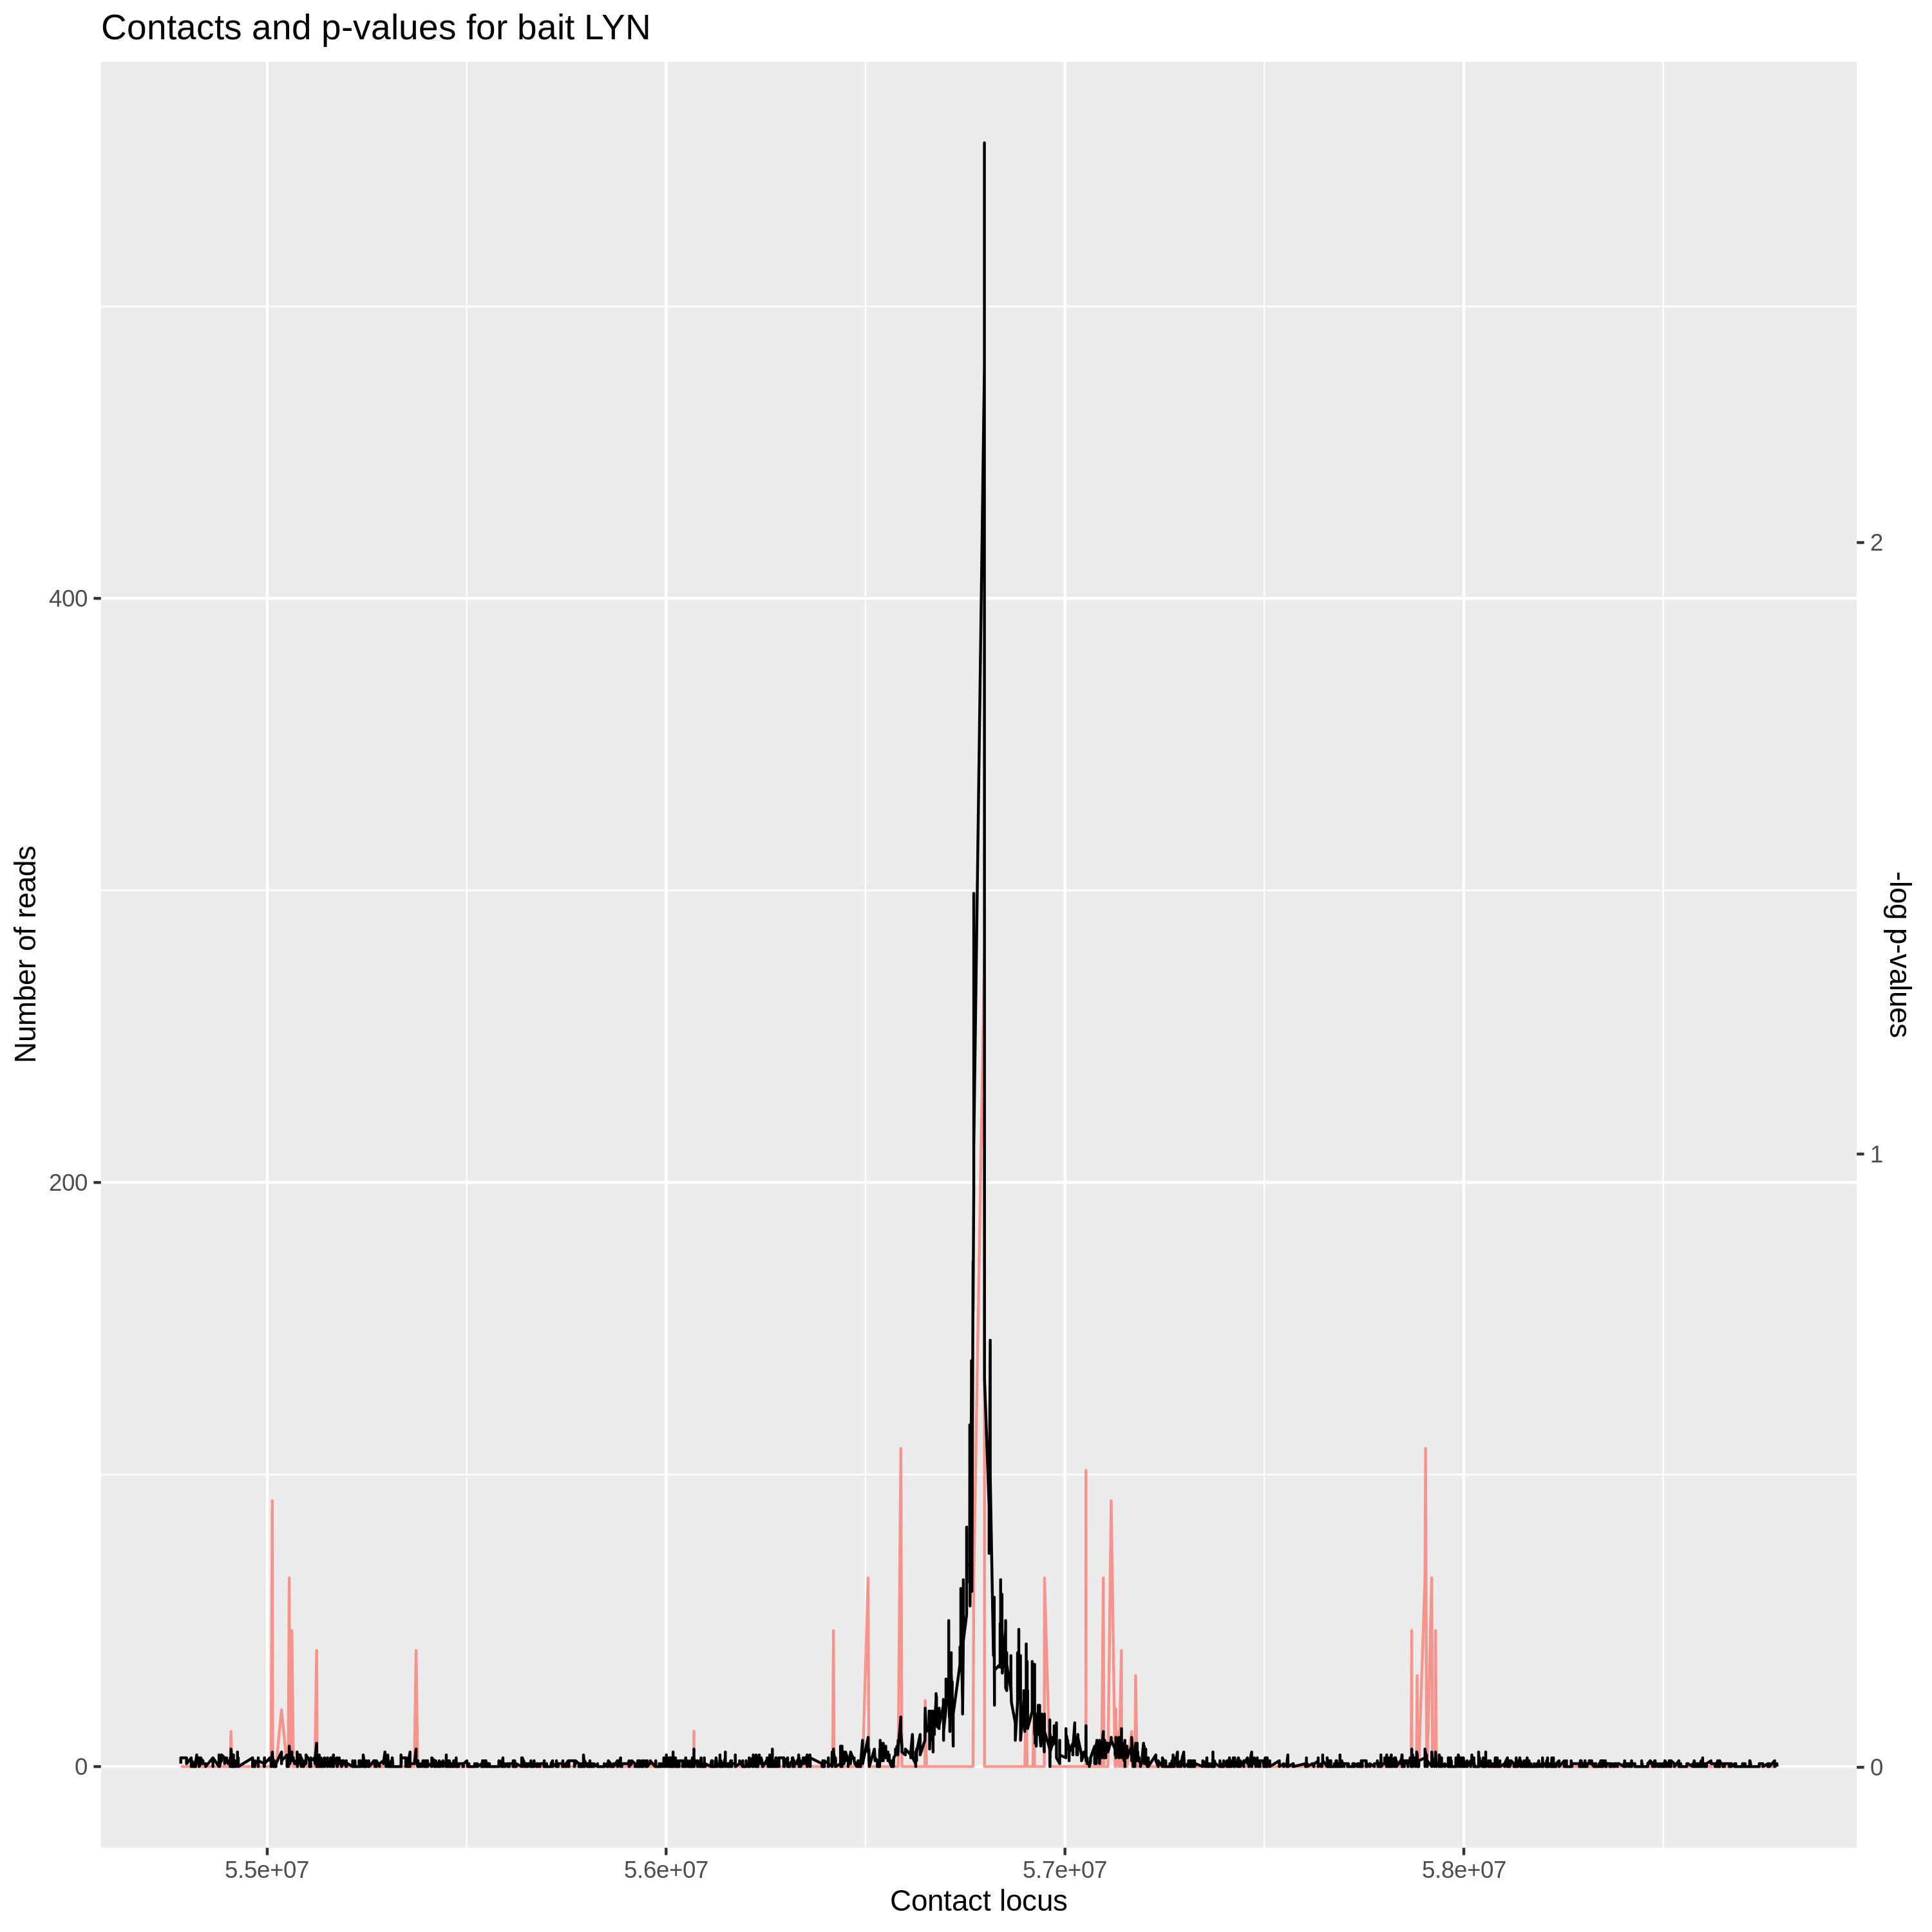 Contacts and p-values for bait LYN
Number of reads
400
200
0
2
1
0
-log p-values
5.5e+07
5.6e+07
5.7e+07
5.8e+07
Contact locus